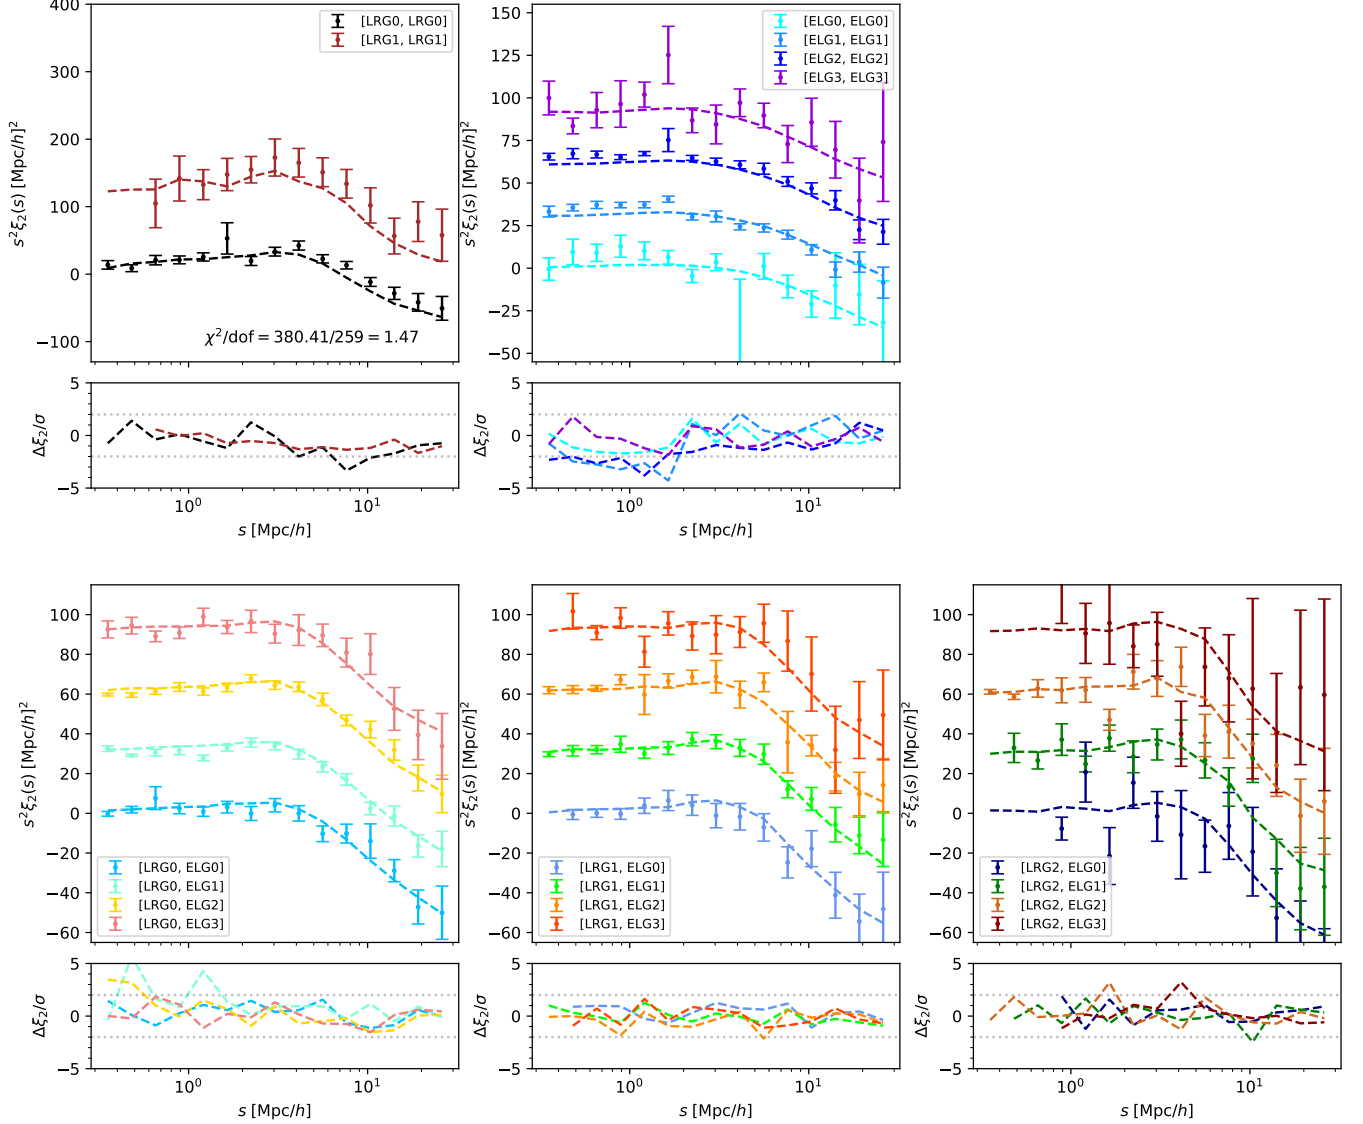 400
300
200
100
0
−100
s²ξ₂(s) [Mpc/h]²
[LRG0, LRG0]
[LRG1, LRG1]
χ²/dof = 380.41/259 = 1.47
150
125
100
75
50
25
0
−25
−50
s²ξ₂(s) [Mpc/h]²
[ELG0, ELG0]
[ELG1, ELG1]
[ELG2, ELG2]
[ELG3, ELG3]
5
0
−5
Δξ₂/σ
10⁰
10¹
s [Mpc/h]
5
0
−5
Δξ₂/σ
10⁰
10¹
s [Mpc/h]
100
80
60
40
20
0
−20
−40
−60
s²ξ₂(s) [Mpc/h]²
[LRG0, ELG0]
[LRG0, ELG1]
[LRG0, ELG2]
[LRG0, ELG3]
100
80
60
40
20
0
−20
−40
−60
s²ξ₂(s) [Mpc/h]²
[LRG1, ELG0]
[LRG1, ELG1]
[LRG1, ELG2]
[LRG1, ELG3]
100
80
60
40
20
0
−20
−40
−60
s²ξ₂(s) [Mpc/h]²
[LRG2, ELG0]
[LRG2, ELG1]
[LRG2, ELG2]
[LRG2, ELG3]
5
0
−5
Δξ₂/σ
10⁰
10¹
s [Mpc/h]
5
0
−5
Δξ₂/σ
10⁰
10¹
s [Mpc/h]
5
0
−5
Δξ₂/σ
10⁰
10¹
s [Mpc/h]